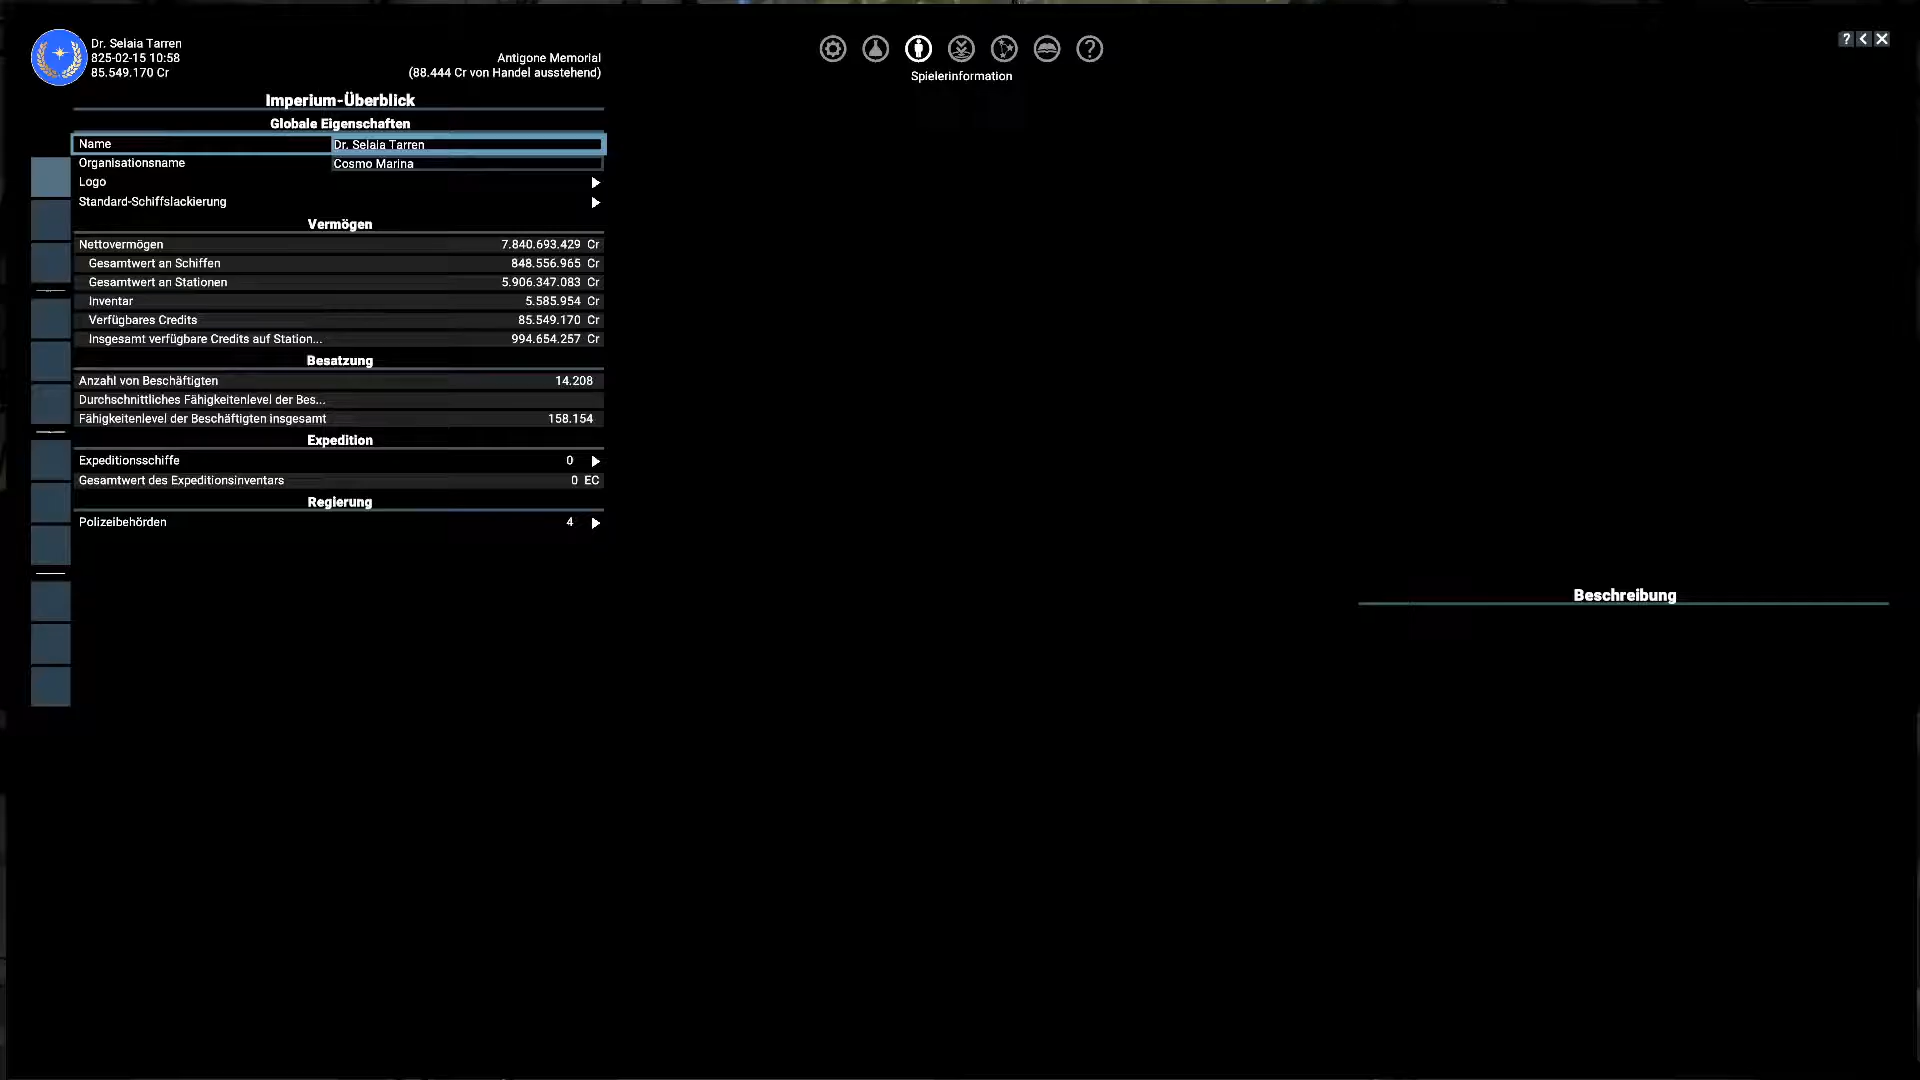 Dr. Selaia Tarren
825-02-15 10:58
85.549.170 Cr
Antigone Memorial
(88.444 Cr von Handel ausstehend)
Spielerinformation
Imperium-Überblick
Globale Eigenschaften
Name Dr. Selaia Tarren
Organisationsname Cosmo Marina
Logo
Standard-Schiffslackierung
Vermögen
Nettovermögen 7.840.693.429 Cr
Gesamtwert an Schiffen 848.556.965 Cr
Gesamtwert an Stationen 5.906.347.083 Cr
Inventar 5.585.954 Cr
Verfügbares Credits 85.549.170 Cr
Insgesamt verfügbare Credits auf Station... 994.654.257 Cr
Besatzung
Anzahl von Beschäftigten 14.208
Durchschnittliches Fähigkeitenlevel der Bes...
Fähigkeitenlevel der Beschäftigten insgesamt 158.154
Expedition
Expeditionsschiffe 0
Gesamtwert des Expeditionsinventars 0 EC
Regierung
Polizeibehörden 4
Beschreibung